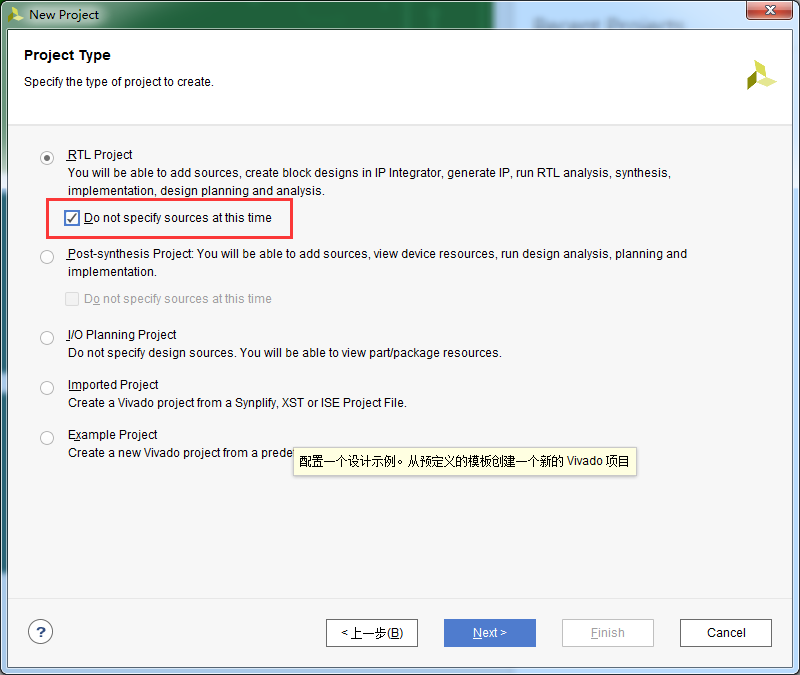 New Project
Recent Projects
Project Type
Specify the type of project to create.
RTL Project
You will be able to add sources, create block designs in IP Integrator, generate IP, run RTL analysis, synthesis,
implementation, design planning and analysis.
Do not specify sources at this time
Post-synthesis Project: You will be able to add sources, view device resources, run design analysis, planning and
implementation.
Do not specify sources at this time
I/O Planning Project
Do not specify design sources. You will be able to view part/package resources.
Imported Project
Create a Vivado project from a Synplify, XST or ISE Project File.
Example Project
Create a new Vivado project from a prede
配置一个设计示例。从预定义的模板创建一个新的 Vivado 项目
?
< 上一步(B)
Next >
Finish
Cancel